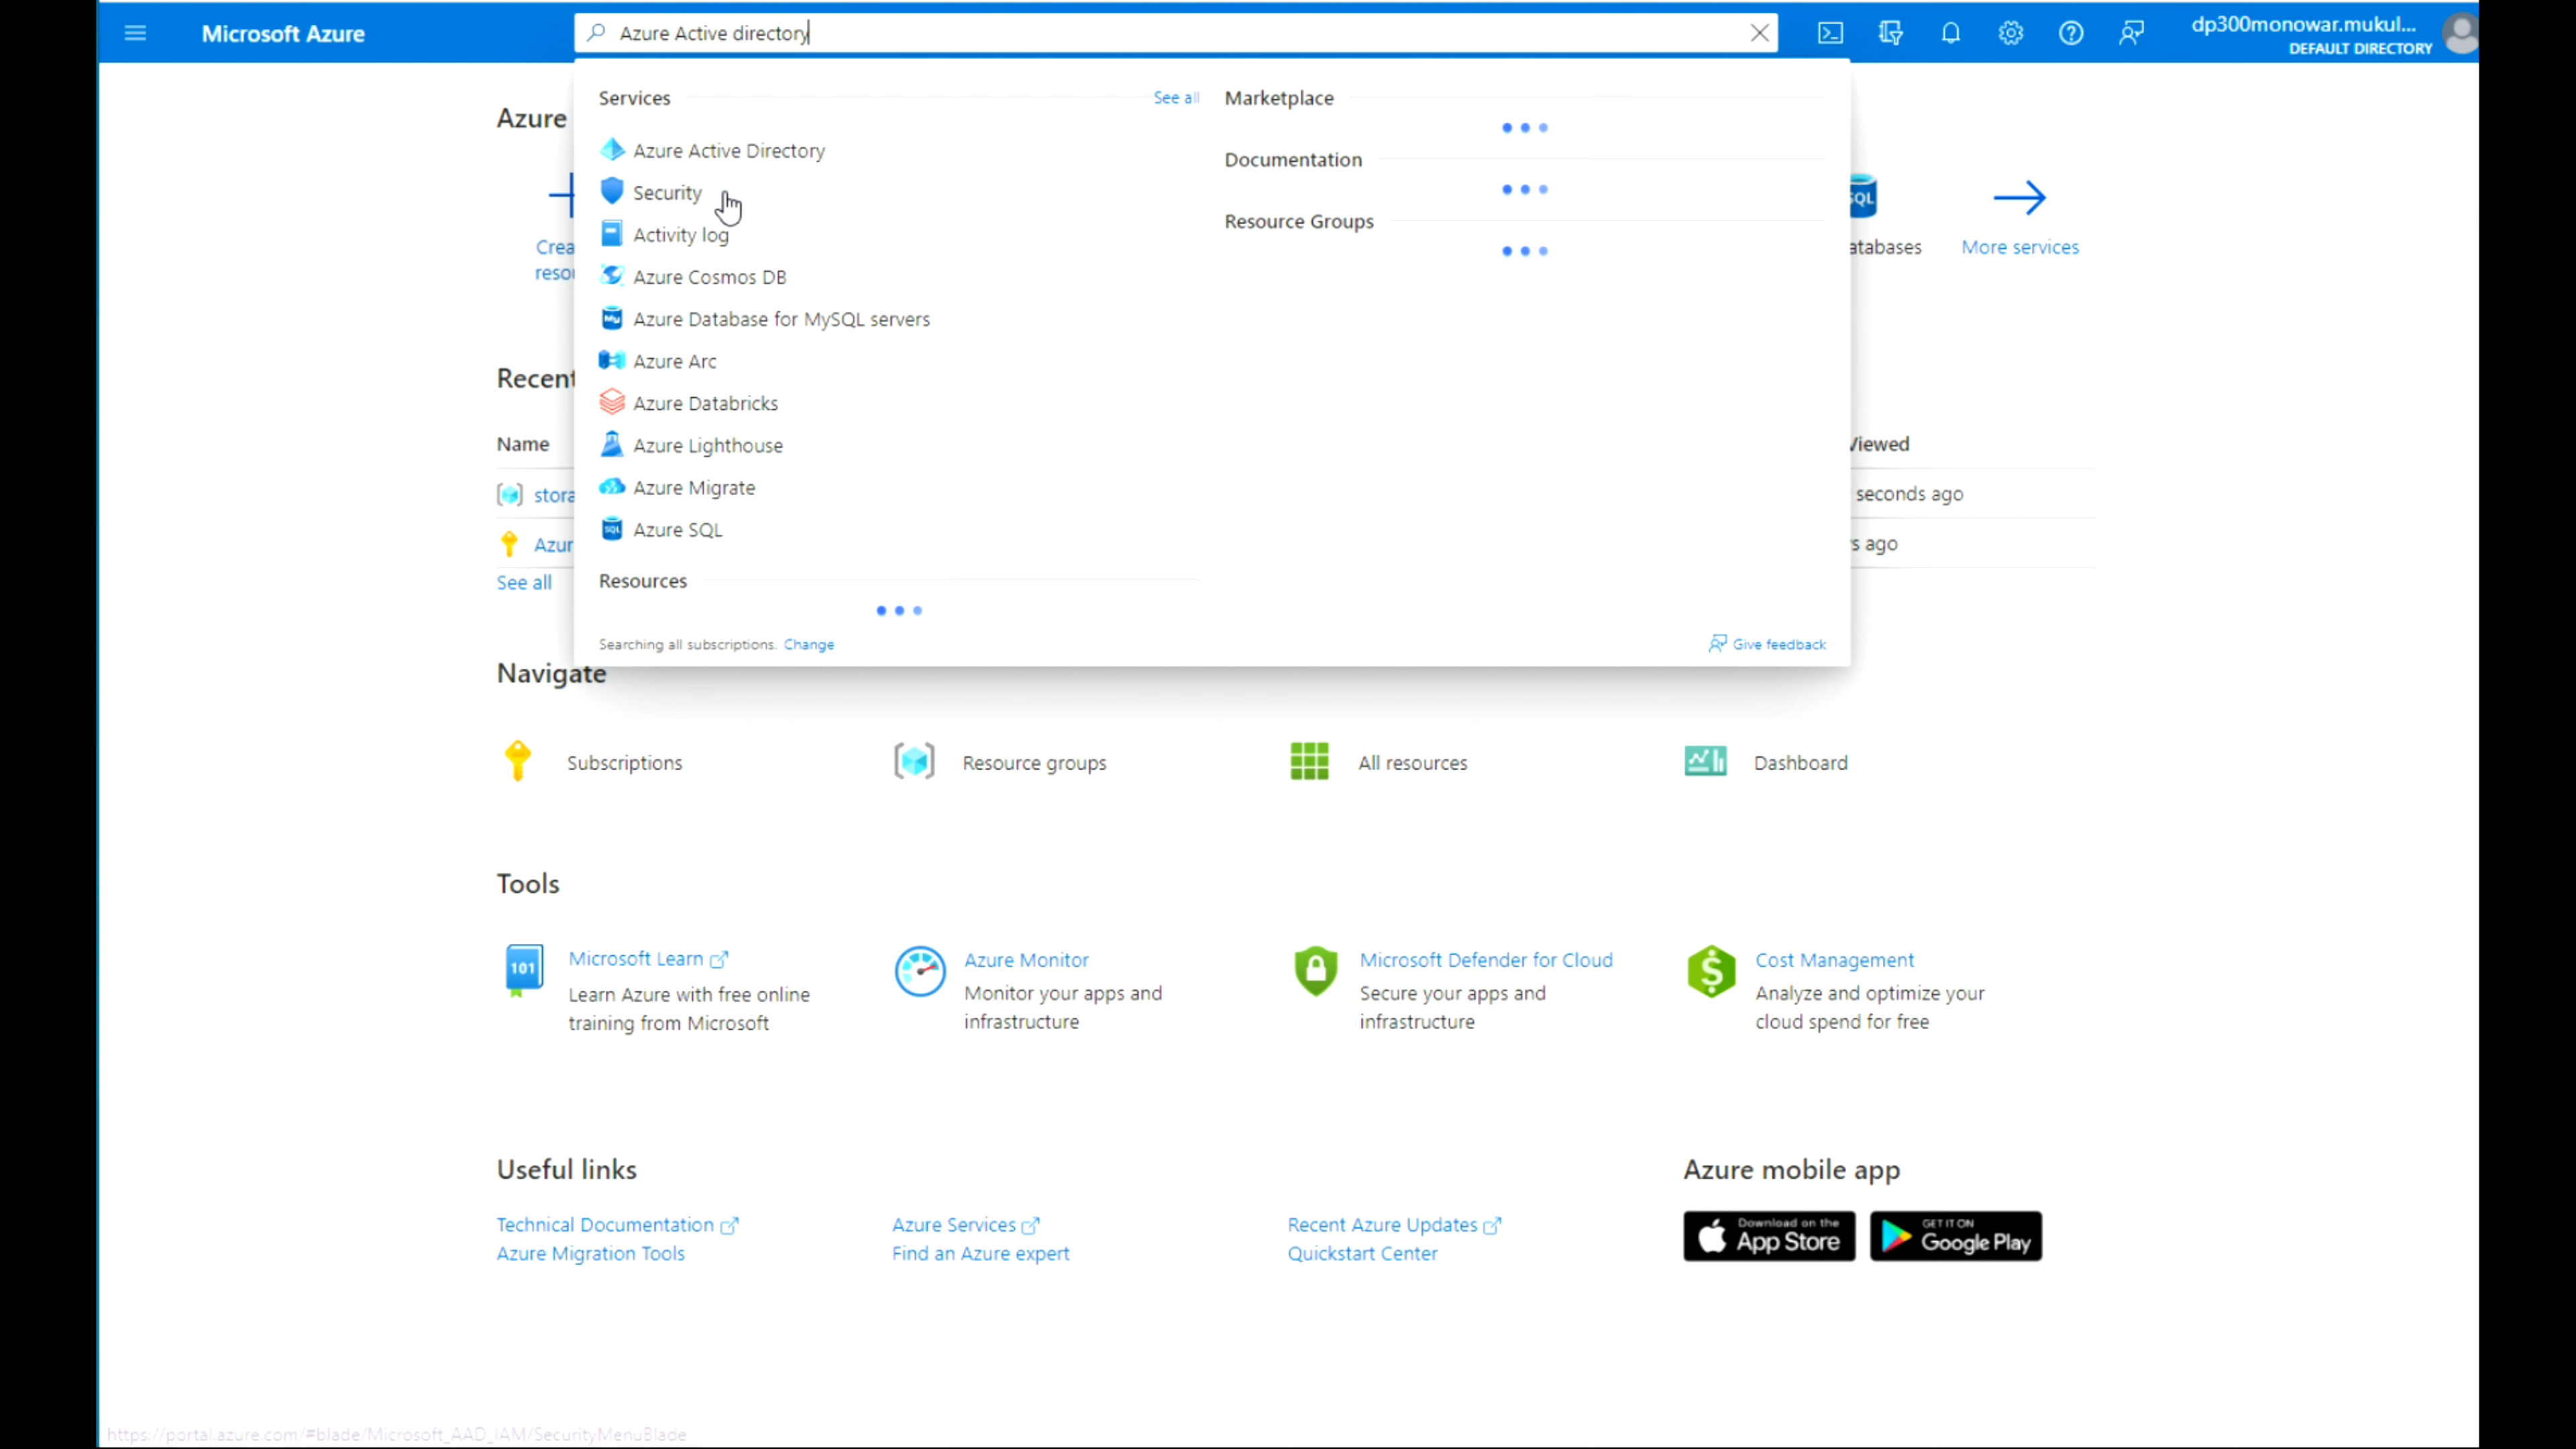 Microsoft Azure
Azure Active directory
dp300monowar.mukul...
DEFAULT DIRECTORY
Services
See all
Azure Active Directory
Security
Activity log
Azure Cosmos DB
Azure Database for MySQL servers
Azure Arc
Azure Databricks
Azure Lighthouse
Azure Migrate
SQL
Azure SQL
Resources
Searching all subscriptions. Change
Marketplace
Documentation
Resource Groups
Give feedback
Azure
Crea
resou
SQL
atabases
More services
Recent
Name
Viewed
stora
seconds ago
Azur
s ago
See all
Navigate
Subscriptions
Resource groups
All resources
Dashboard
Tools
101
Microsoft Learn
Learn Azure with free online
training from Microsoft
Azure Monitor
Monitor your apps and
infrastructure
Microsoft Defender for Cloud
Secure your apps and
infrastructure
Cost Management
Analyze and optimize your
cloud spend for free
Useful links
Technical Documentation
Azure Migration Tools
Azure Services
Find an Azure expert
Recent Azure Updates
Quickstart Center
Azure mobile app
Download on the
App Store
GET IT ON
Google Play
https://portal.azure.com/#blade/Microsoft_AAD_IAM/SecurityMenuBlade